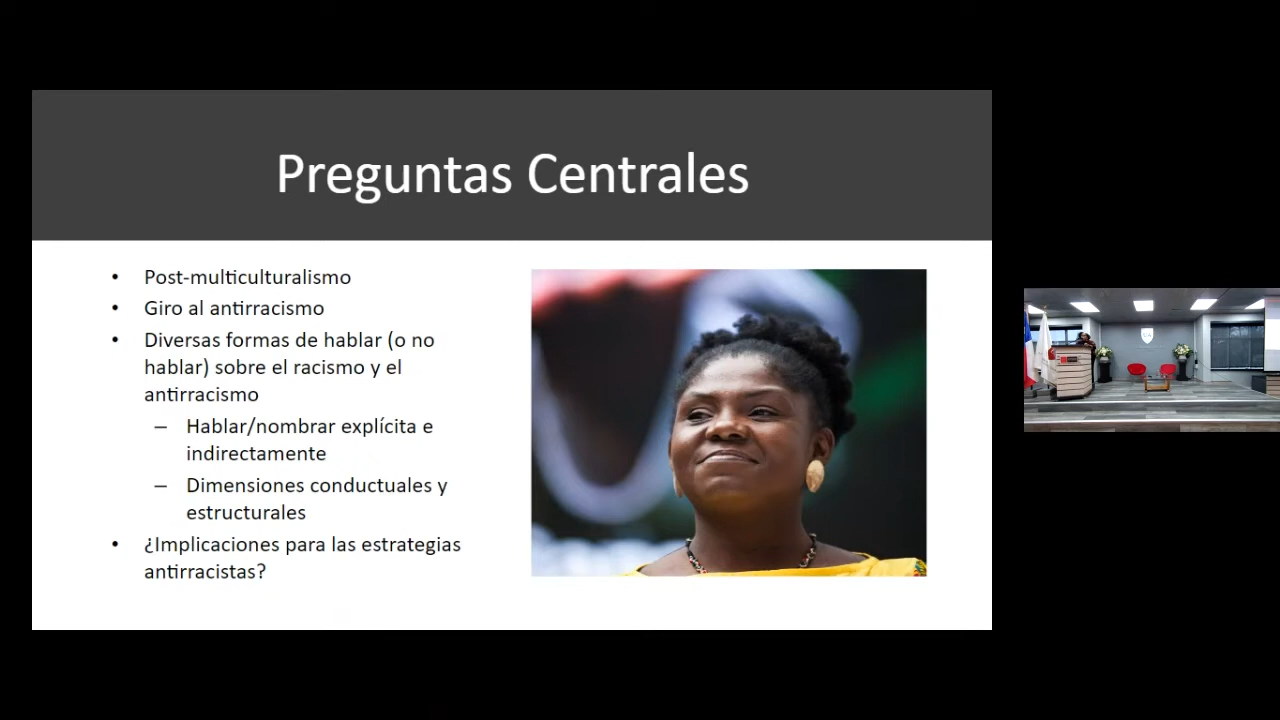 Preguntas Centrales
• Post-multiculturalismo
• Giro al antirracismo
• Diversas formas de hablar (o no
hablar) sobre el racismo y el
antirracismo
– Hablar/nombrar explícita e
indirectamente
– Dimensiones conductuales y
estructurales
• ¿Implicaciones para las estrategias
antirracistas?